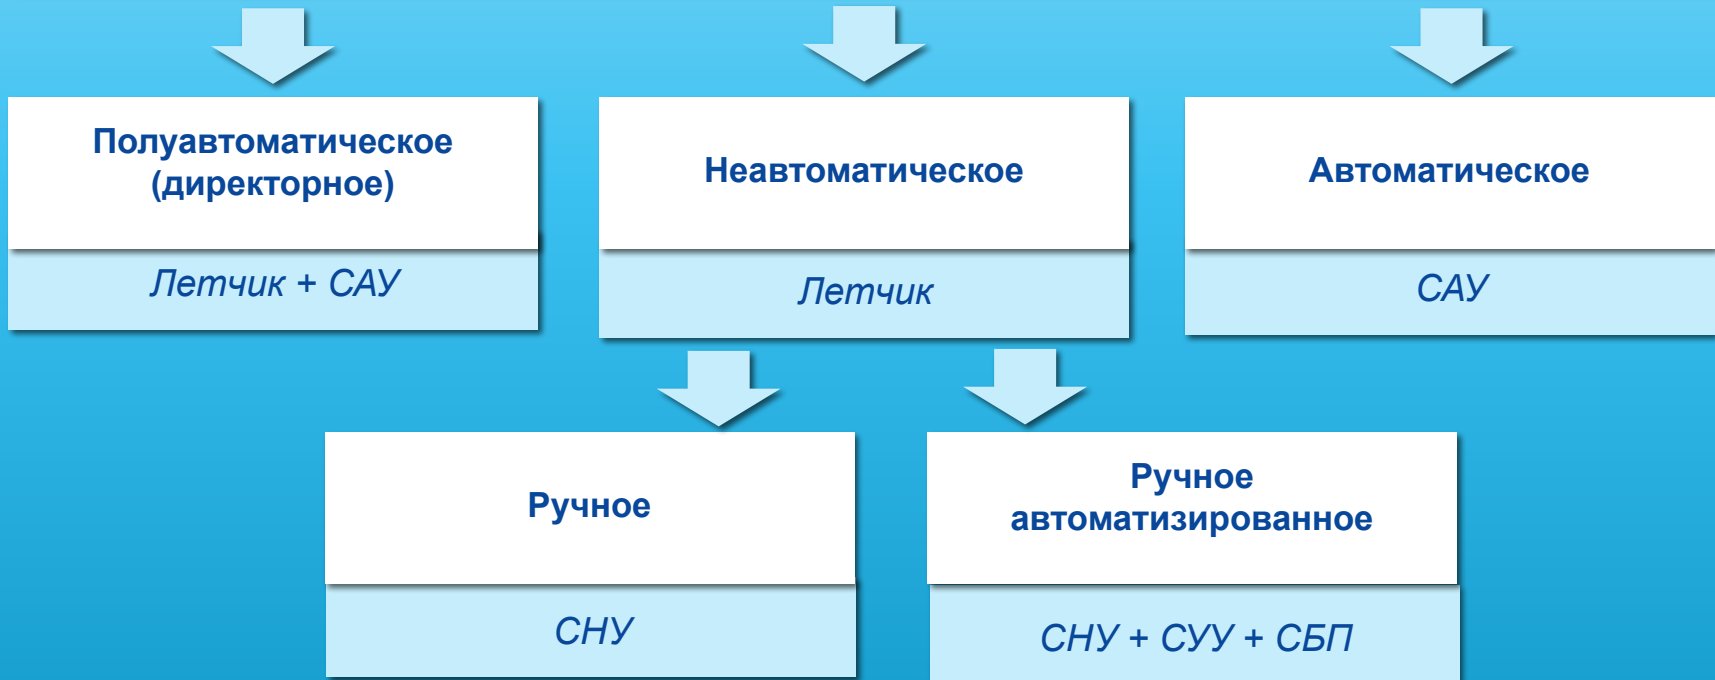 Полуавтоматическое
(директорное)
Летчик + САУ
Неавтоматическое
Летчик
Автоматическое
САУ
Ручное
СНУ
Ручное
автоматизированное
СНУ + СУУ + СБП